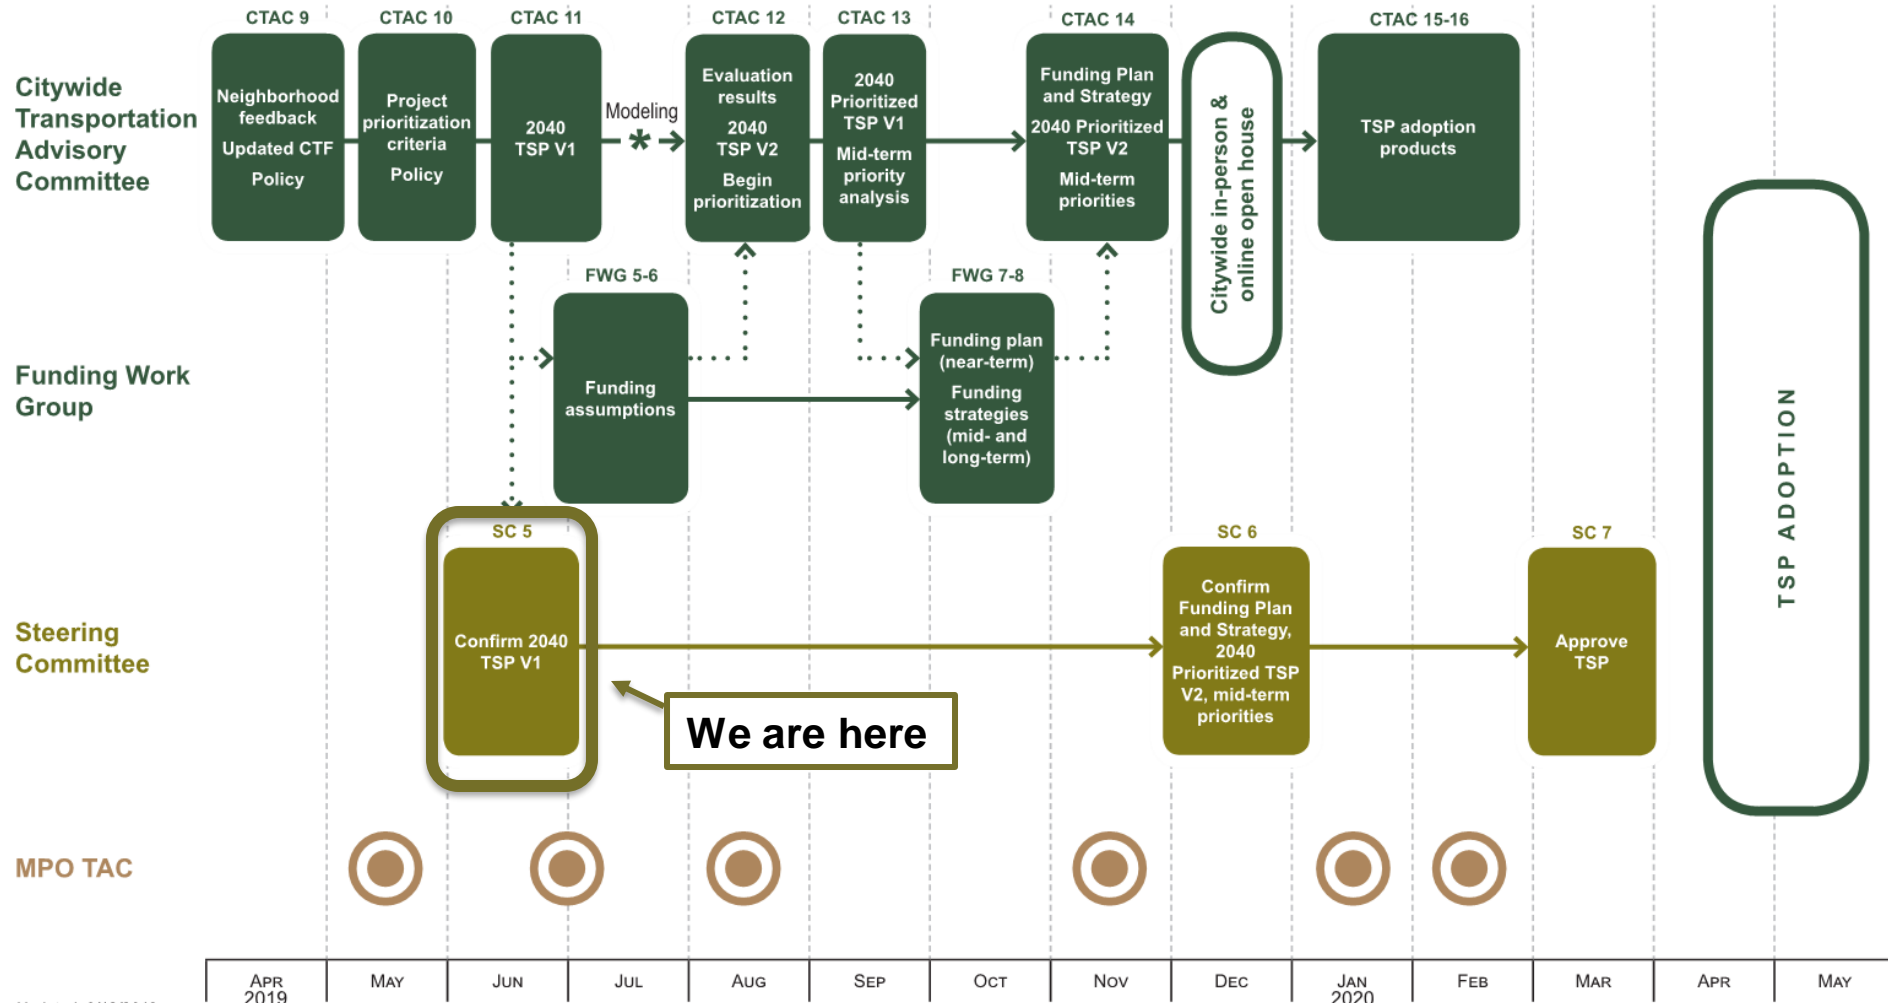 CTAC 9
CTAC 10
CTAC 11
CTAC 12
CTAC 13
CTAC 14
CTAC 15-16
Citywide
Transportation
Advisory
Committee
Neighborhood
feedback
Updated CTF
Policy
Project
prioritization
criteria
Policy
2040
TSP V1
Modeling
*
Evaluation
results
2040
TSP V2
Begin
prioritization
2040
Prioritized
TSP V1
Mid-term
priority
analysis
Funding Plan
and Strategy
2040 Prioritized
TSP V2
Mid-term
priorities
Citywide in-person &
online open house
TSP adoption
products
Funding Work
Group
FWG 5-6
Funding
assumptions
FWG 7-8
Funding plan
(near-term)
Funding
strategies
(mid- and
long-term)
TSP ADOPTION
Steering
Committee
SC 5
Confirm 2040
TSP V1
We are here
SC 6
Confirm
Funding Plan
and Strategy,
2040
Prioritized TSP
V2, mid-term
priorities
SC 7
Approve
TSP
MPO TAC
APR
2019
MAY
JUN
JUL
AUG
SEP
OCT
NOV
DEC
JAN
2020
FEB
MAR
APR
MAY